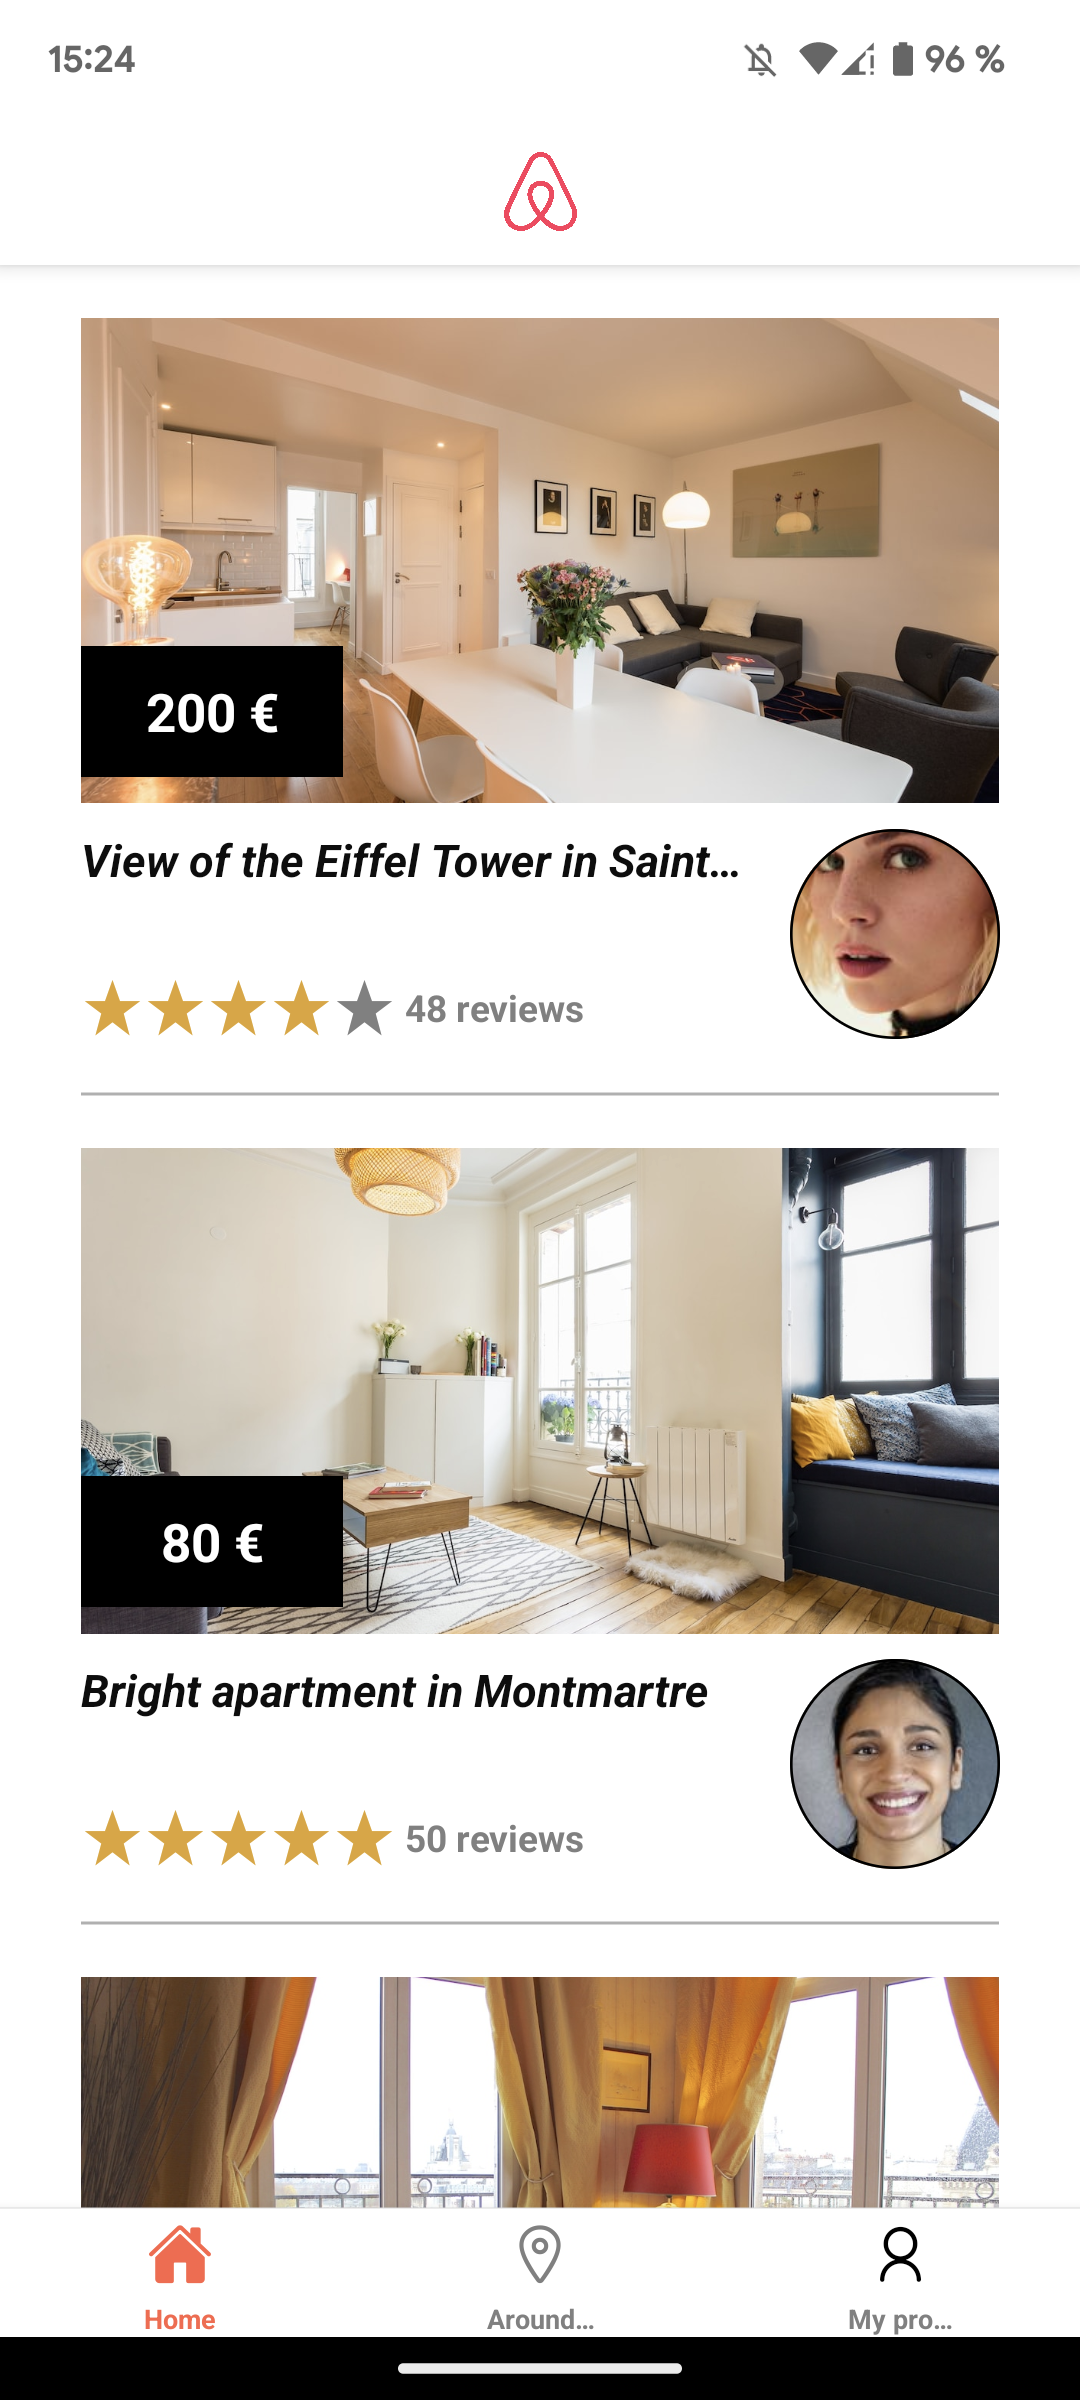 15:24
96 %
200 €
View of the Eiffel Tower in Saint...
48 reviews
80 €
Bright apartment in Montmartre
50 reviews
Home
Around...
My pro...